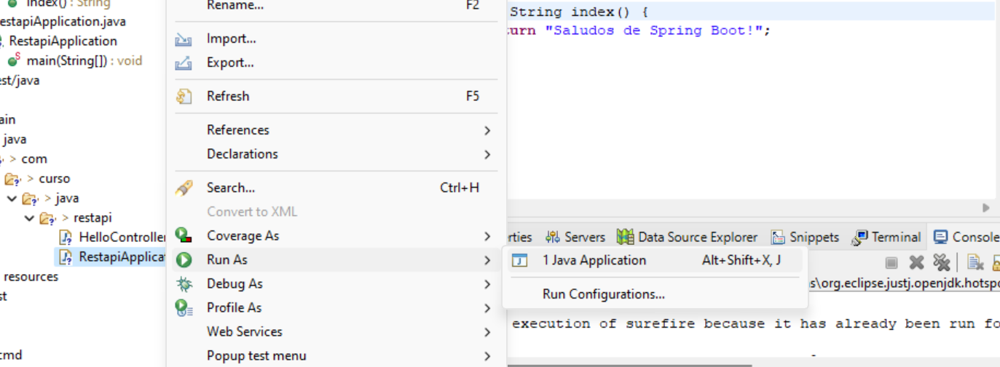 index() : String
estapiApplication.java
RestapiApplication
main(String[]) : void
est/java
ain
java
> com
> curso
> java
> restapi
HelloController
RestapiApplicat
resources
st
cmd
Rename... F2
Import...
Export...
Refresh F5
References
Declarations
Search... Ctrl+H
Convert to XML
Coverage As
Run As
Debug As
Profile As
Web Services
Popup test menu
1 Java Application Alt+Shift+X, J
Run Configurations...
String index() {
urn "Saludos de Spring Boot!";
rties Servers Data Source Explorer Snippets Terminal Console
s\org.eclipse.justj.openjdk.hotspo
execution of surefire because it has already been run fo